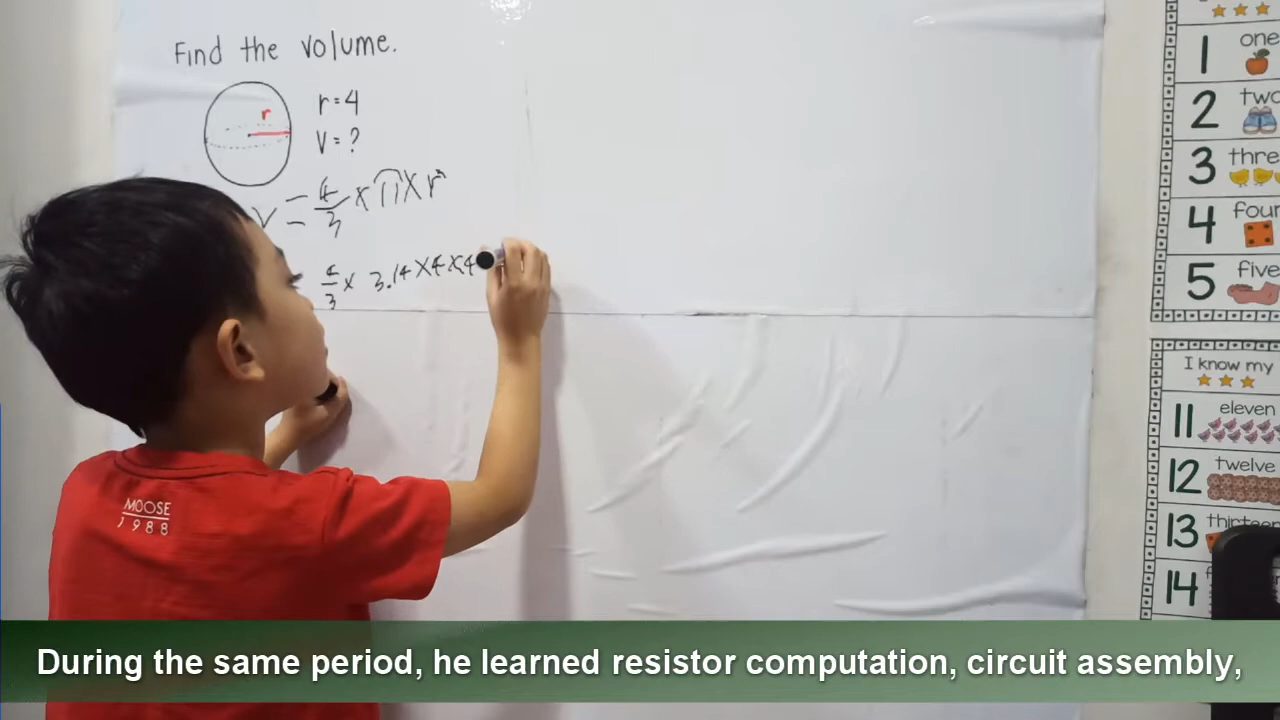 Find the volume.
r
r = 4
V = ?
V = 4/3 x π x r³
4/3 x 3.14 x 4 x 4
MOOSE
1988
1 one
2 two
3 three
4 four
5 five
I know my
11 eleven
12 twelve
13 thirteen
14
During the same period, he learned resistor computation, circuit assembly,